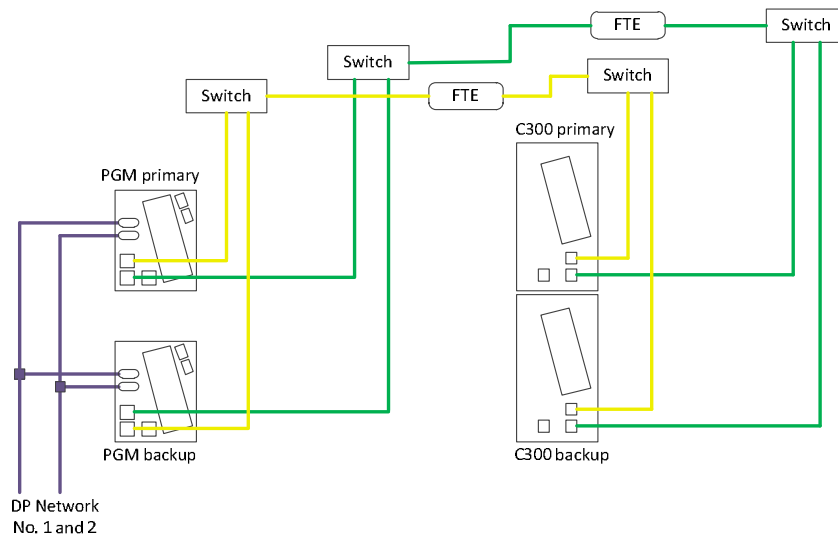 FTE
Switch
Switch
Switch
Switch
FTE
C300 primary
PGM primary
PGM backup
C300 backup
DP Network
No. 1 and 2